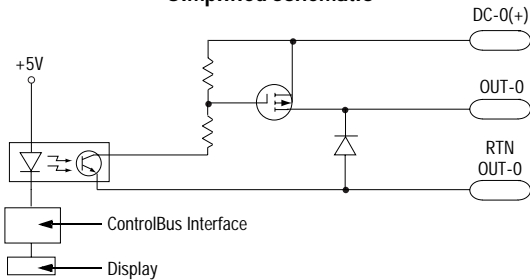 Simplified Schematic
DC-0(+)
+5V
OUT-0
RTN
OUT-0
ControlBus Interface
Display